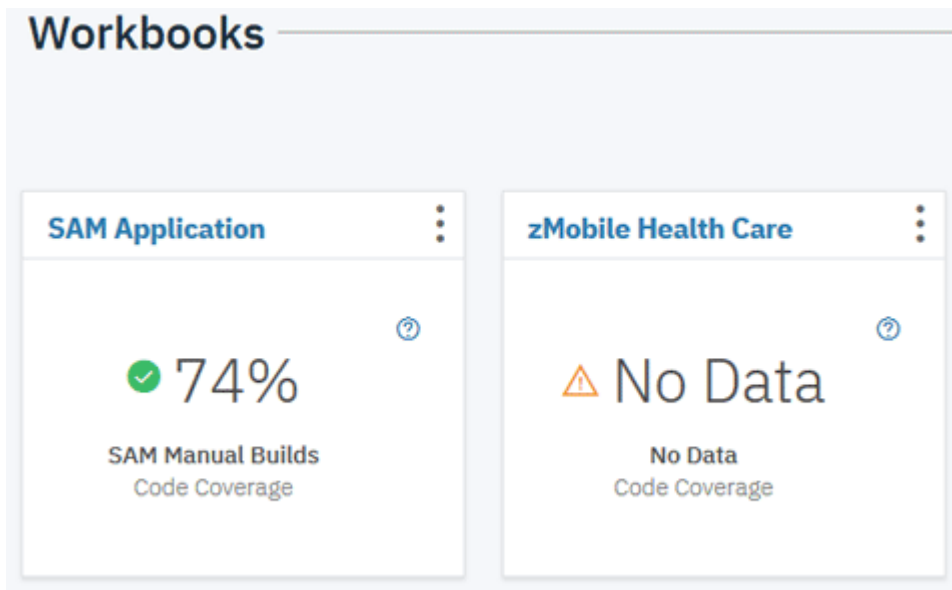 Workbooks
SAM Application
74%
SAM Manual Builds
Code Coverage
zMobile Health Care
No Data
No Data
Code Coverage